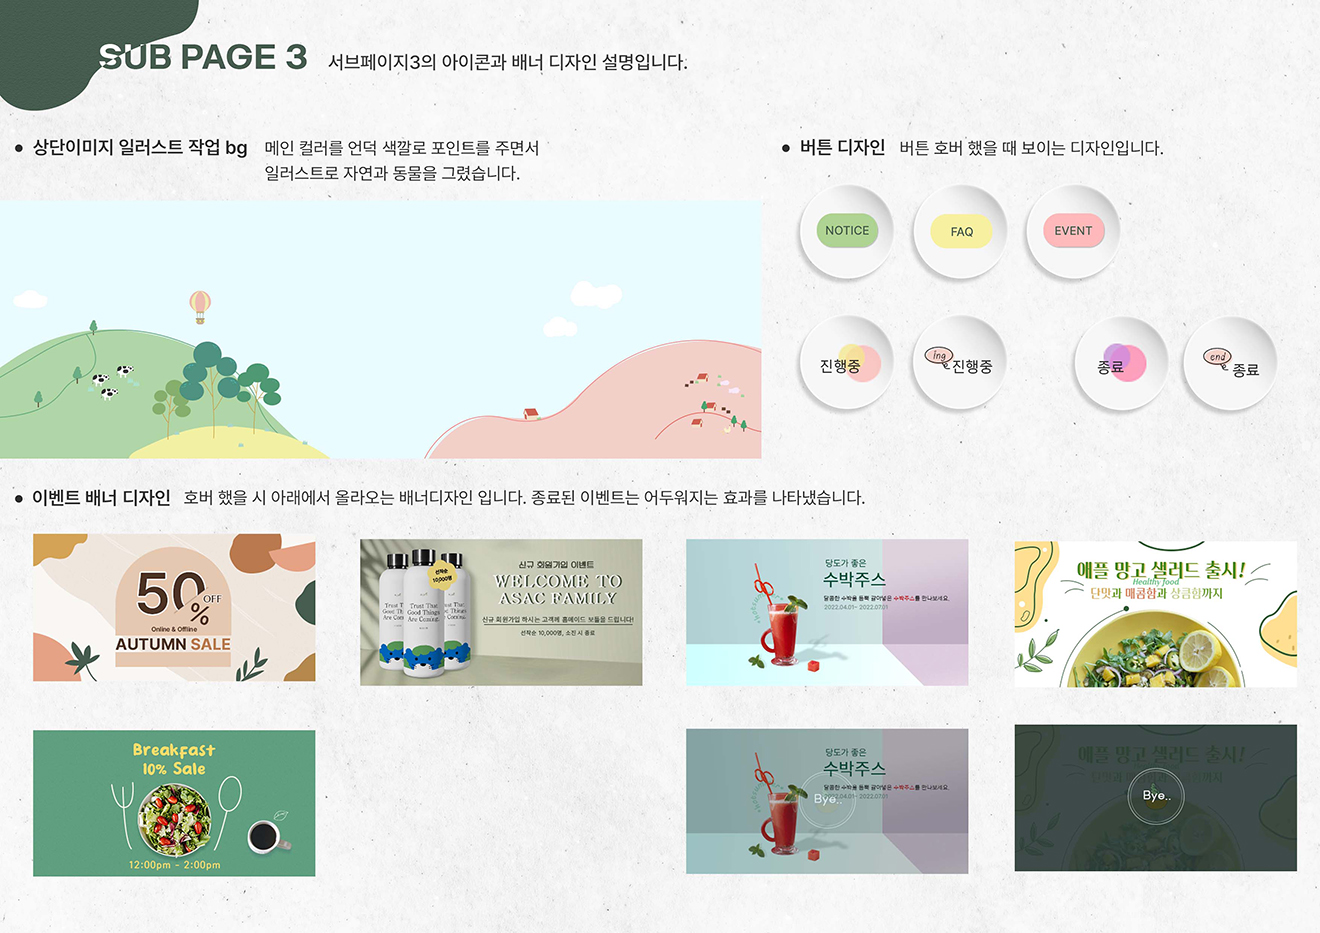 SUB PAGE 3 서브페이지3의 아이콘과 배너 디자인 설명입니다.
• 상단이미지 일러스트 작업 bg 메인 컬러를 언덕 색깔로 포인트를 주면서
일러스트로 자연과 동물을 그렸습니다.
• 버튼 디자인 버튼 호버 했을 때 보이는 디자인입니다.
NOTICE
FAQ
EVENT
진행중
ing
진행중
종료
end
종료
• 이벤트 배너 디자인 호버 했을 시 아래에서 올라오는 배너디자인 입니다. 종료된 이벤트는 어두워지는 효과를 나타냈습니다.
50% OFF
Online & Offline
AUTUMN SALE
선착순
10,000명
Trust That
Good Things
Are Coming.
신규 회원가입 이벤트
WELCOME TO
ASAC FAMILY
신규 회원가입 하시는 고객께 홈메이드 보틀을 드립니다!
선착순 10,000명, 소진 시 종료
당도가 좋은
수박주스
달콤한 수박을 듬뿍 갈아넣은 수박주스를 만나보세요.
2022.04.01~ 2022.07.01
애플 망고 샐러드 출시!
Healthy food
단맛과 매콤함과 상큼함까지
Breakfast
10% Sale
12:00pm - 2:00pm
당도가 좋은
수박주스
달콤한 수박을 듬뿍 갈아넣은 수박주스를 만나보세요.
2022.04.01~ 2022.07.01
Bye..
애플 망고 샐러드 출시!
Bye..